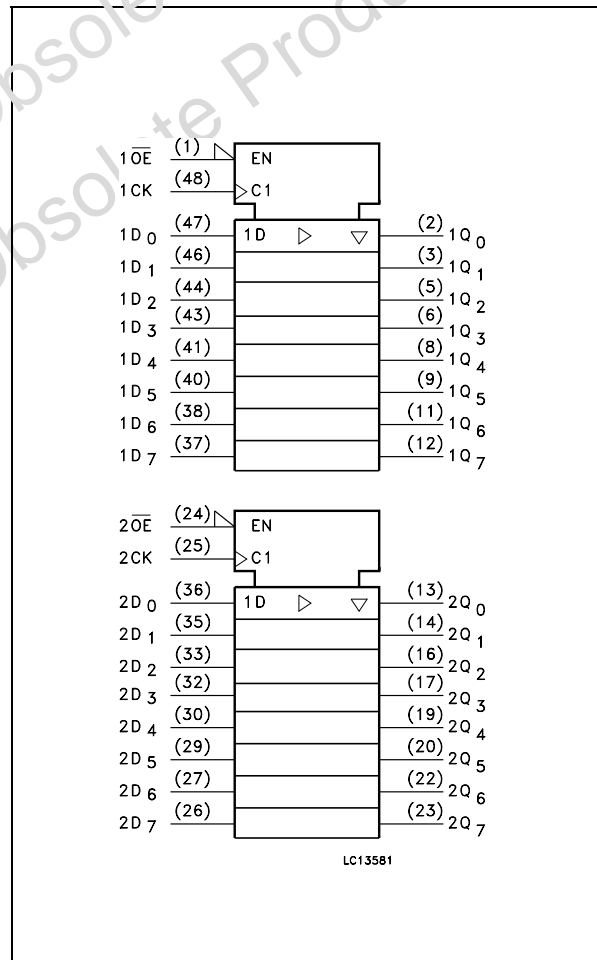 Obsolete Product
1OE (1) EN
1CK (48) C1
1D0 (47) 1D (2) 1Q0
1D1 (46) (3) 1Q1
1D2 (44) (5) 1Q2
1D3 (43) (6) 1Q3
1D4 (41) (8) 1Q4
1D5 (40) (9) 1Q5
1D6 (38) (11) 1Q6
1D7 (37) (12) 1Q7
2OE (24) EN
2CK (25) C1
2D0 (36) 1D (13) 2Q0
2D1 (35) (14) 2Q1
2D2 (33) (16) 2Q2
2D3 (32) (17) 2Q3
2D4 (30) (19) 2Q4
2D5 (29) (20) 2Q5
2D6 (27) (22) 2Q6
2D7 (26) (23) 2Q7
LC13581